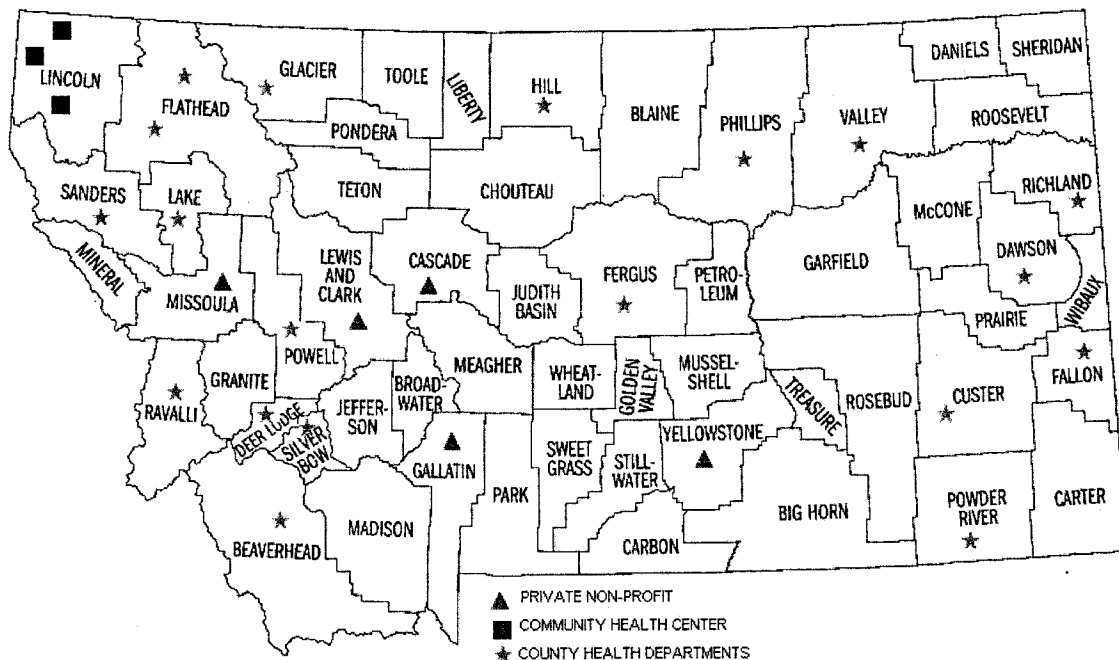 LINCOLN
FLATHEAD
GLACIER
TOOLE
LIBERTY
HILL
BLAINE
PHILLIPS
VALLEY
DANIELS
SHERIDAN
ROOSEVELT
PONDERA
TETON
CHOUTEAU
SANDERS
LAKE
MINERAL
MISSOULA
LEWIS
AND
CLARK
CASCADE
JUDITH
BASIN
FERGUS
PETRO-
LEUM
GARFIELD
McCONE
RICHLAND
DAWSON
WIBAUX
PRAIRIE
POWELL
GRANITE
RAVALLI
DEER LODGE
SILVER
BOW
JEFFER-
SON
BROAD
WATER
MEAGHER
WHEAT-
LAND
GOLDEN
VALLEY
MUSSEL-
SHELL
TREASURE
ROSEBUD
CUSTER
FALLON
GALLATIN
PARK
SWEET
GRASS
STILL-
WATER
YELLOWSTONE
BIG HORN
POWDER
RIVER
CARTER
BEAVERHEAD
MADISON
CARBON
PRIVATE NON-PROFIT
COMMUNITY HEALTH CENTER
COUNTY HEALTH DEPARTMENTS